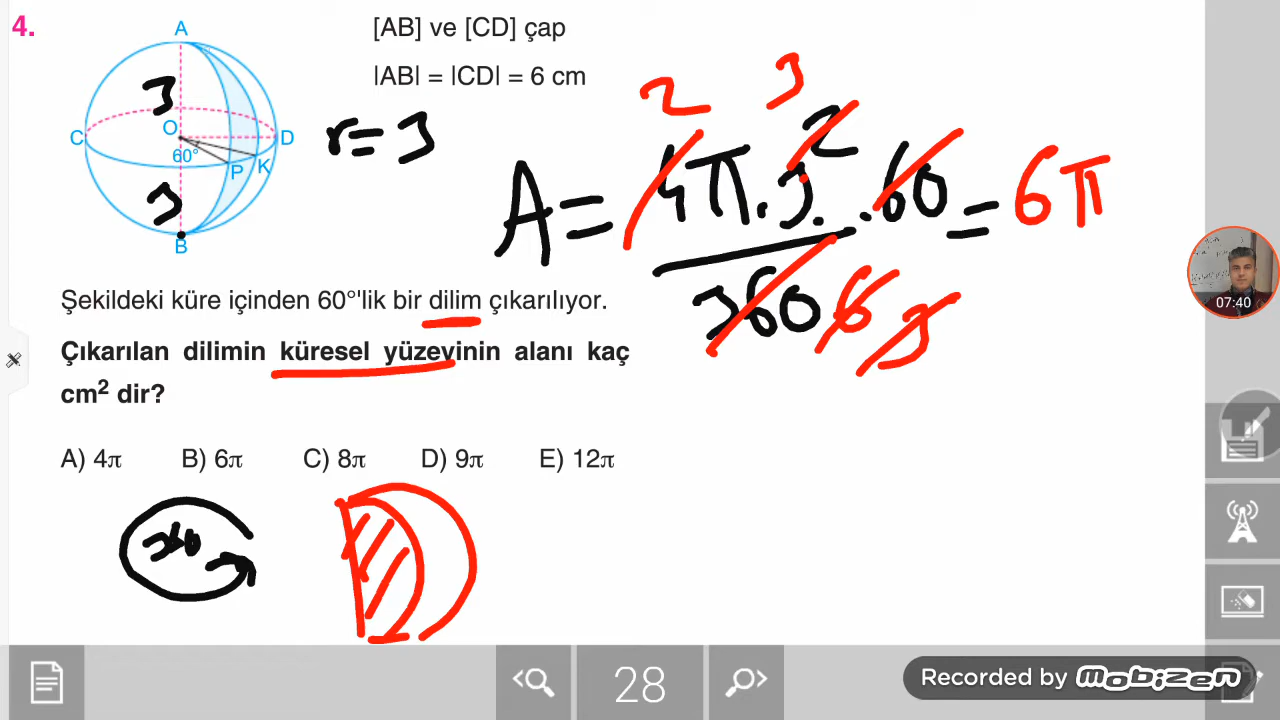 4.
[AB] ve [CD] çap
|AB| = |CD| = 6 cm
A
3
C
O
D
60°
P
K
3
B
r = 3
2 3
A = 4π.3².60 = 6π
360 6 3
07:40
Şekildeki küre içinden 60°'lik bir dilim çıkarılıyor.
Çıkarılan dilimin küresel yüzeyinin alanı kaç
cm² dir?
A) 4π B) 6π C) 8π D) 9π E) 12π
360
28
Recorded by mobizen